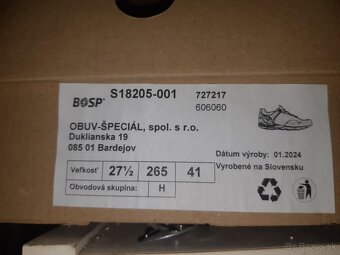 BOSP S18205-001 727217
606060
OBUV-ŠPECIÁL, spol. s r.o.
Duklianska 19
085 01 Bardejov
Dátum výroby: 01.2024
Vyrobené na Slovensku
Veľkosť 27½ 265 41
Obvodová skupina: H